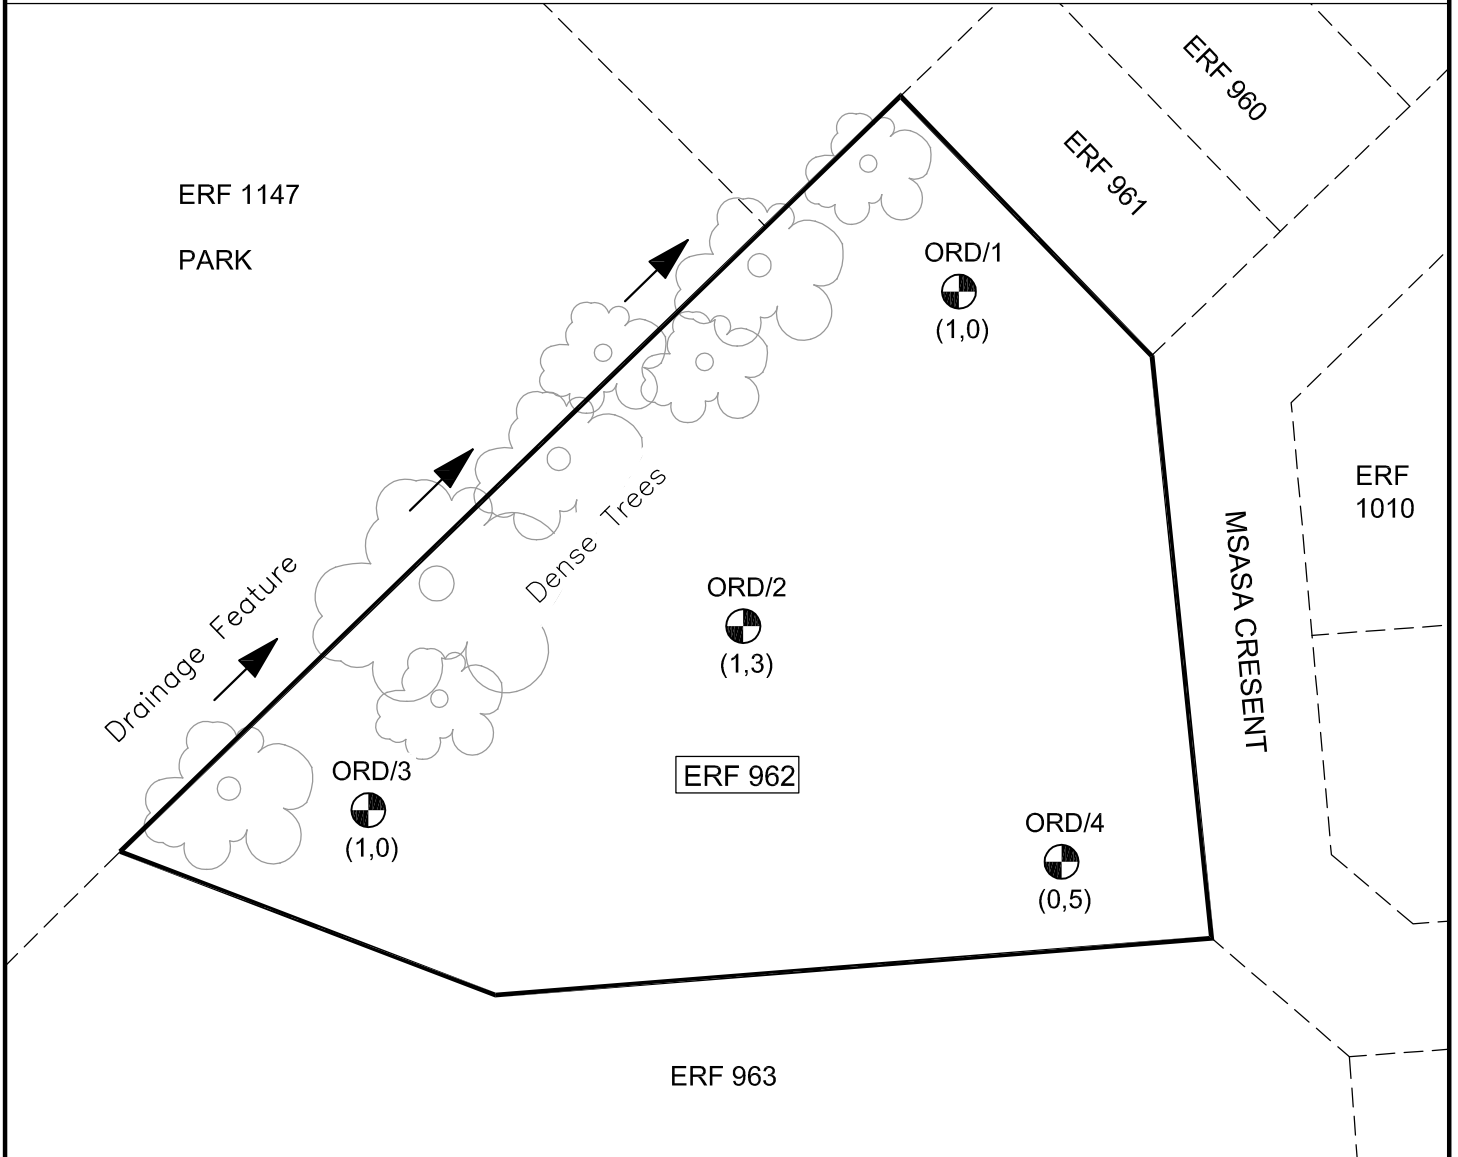 ERF 960
ERF 961
ERF 1147
PARK
ORD/1
(1,0)
ERF
1010
Dense Trees
MSASA CRESENT
Drainage Feature
ORD/2
(1,3)
ORD/3
(1,0)
ERF 962
ORD/4
(0,5)
ERF 963